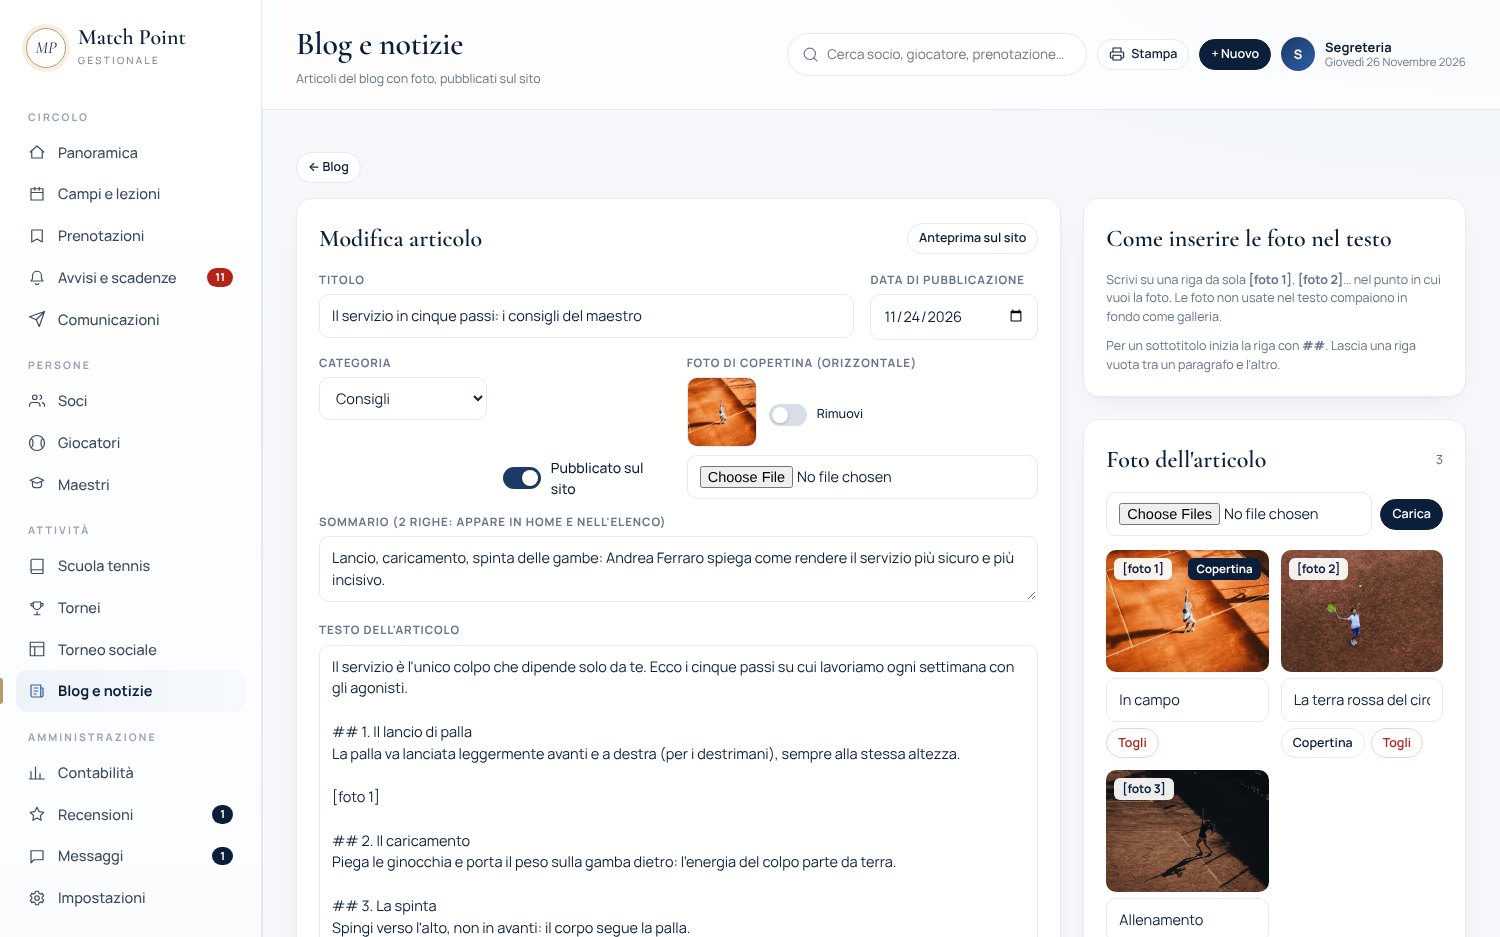 MP
Match Point
GESTIONALE
CIRCOLO
Panoramica
Campi e lezioni
Prenotazioni
Avvisi e scadenze 11
Comunicazioni
PERSONE
Soci
Giocatori
Maestri
ATTIVITÀ
Scuola tennis
Tornei
Torneo sociale
Blog e notizie
AMMINISTRAZIONE
Contabilità
Recensioni 1
Messaggi 1
Impostazioni
Blog e notizie
Articoli del blog con foto, pubblicati sul sito
Cerca socio, giocatore, prenotazione...
Stampa
+ Nuovo
S
Segreteria
Giovedì 26 Novembre 2026
← Blog
Modifica articolo
Anteprima sul sito
TITOLO
Il servizio in cinque passi: i consigli del maestro
DATA DI PUBBLICAZIONE
11/24/2026
CATEGORIA
Consigli
Pubblicato sul
sito
FOTO DI COPERTINA (ORIZZONTALE)
Rimuovi
Choose File No file chosen
SOMMARIO (2 RIGHE: APPARE IN HOME E NELL'ELENCO)
Lancio, caricamento, spinta delle gambe: Andrea Ferraro spiega come rendere il servizio più sicuro e più
incisivo.
TESTO DELL'ARTICOLO
Il servizio è l'unico colpo che dipende solo da te. Ecco i cinque passi su cui lavoriamo ogni settimana con
gli agonisti.
## 1. Il lancio di palla
La palla va lanciata leggermente avanti e a destra (per i destrimani), sempre alla stessa altezza.
[foto 1]
## 2. Il caricamento
Piega le ginocchia e porta il peso sulla gamba dietro: l'energia del colpo parte da terra.
## 3. La spinta
Spingi verso l'alto, non in avanti: il corpo segue la palla.
Come inserire le foto nel testo
Scrivi su una riga da sola [foto 1], [foto 2]... nel punto in cui
vuoi la foto. Le foto non usate nel testo compaiono in
fondo come galleria.
Per un sottotitolo inizia la riga con ##. Lascia una riga
vuota tra un paragrafo e l'altro.
Foto dell'articolo
3
Choose Files No file chosen
Carica
[foto 1]
Copertina
In campo
Togli
[foto 2]
La terra rossa del circ
Copertina
Togli
[foto 3]
Allenamento